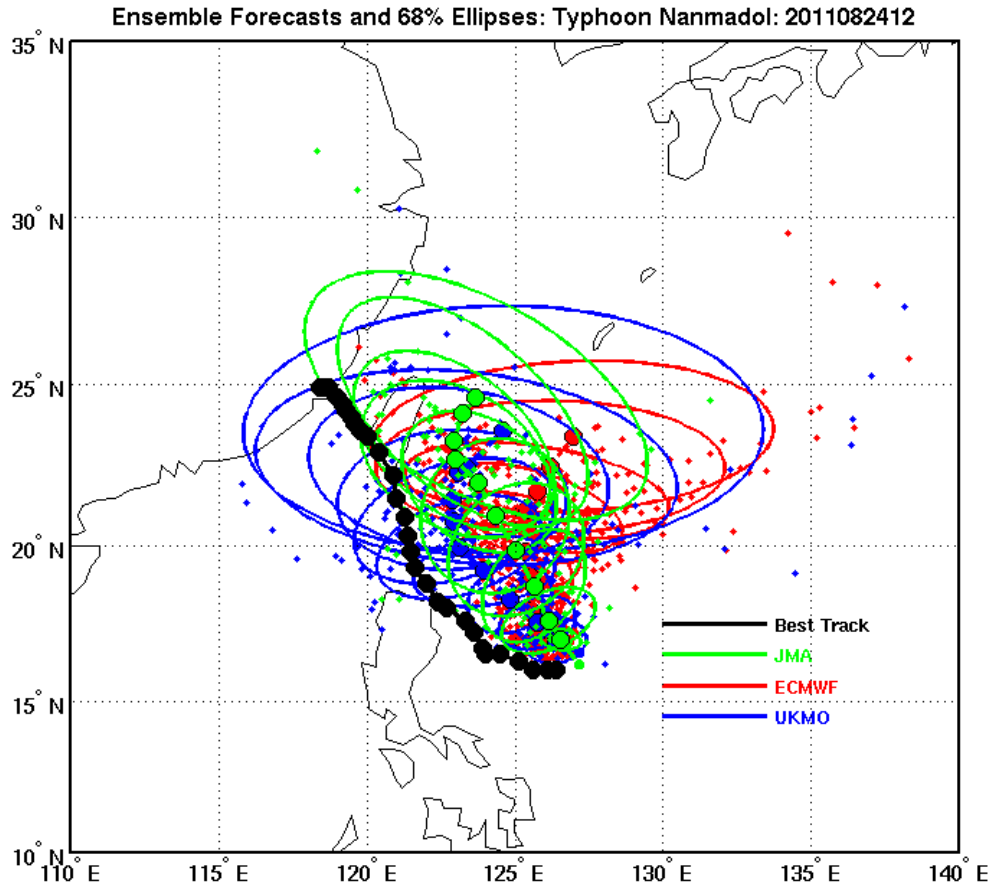 Ensemble Forecasts and 68% Ellipses: Typhoon Nanmadol: 2011082412
35° N
30° N
25° N
20° N
15° N
10° N
Best Track
JMA
ECMWF
UKMO
110° E
115° E
120° E
125° E
130° E
135° E
140° E